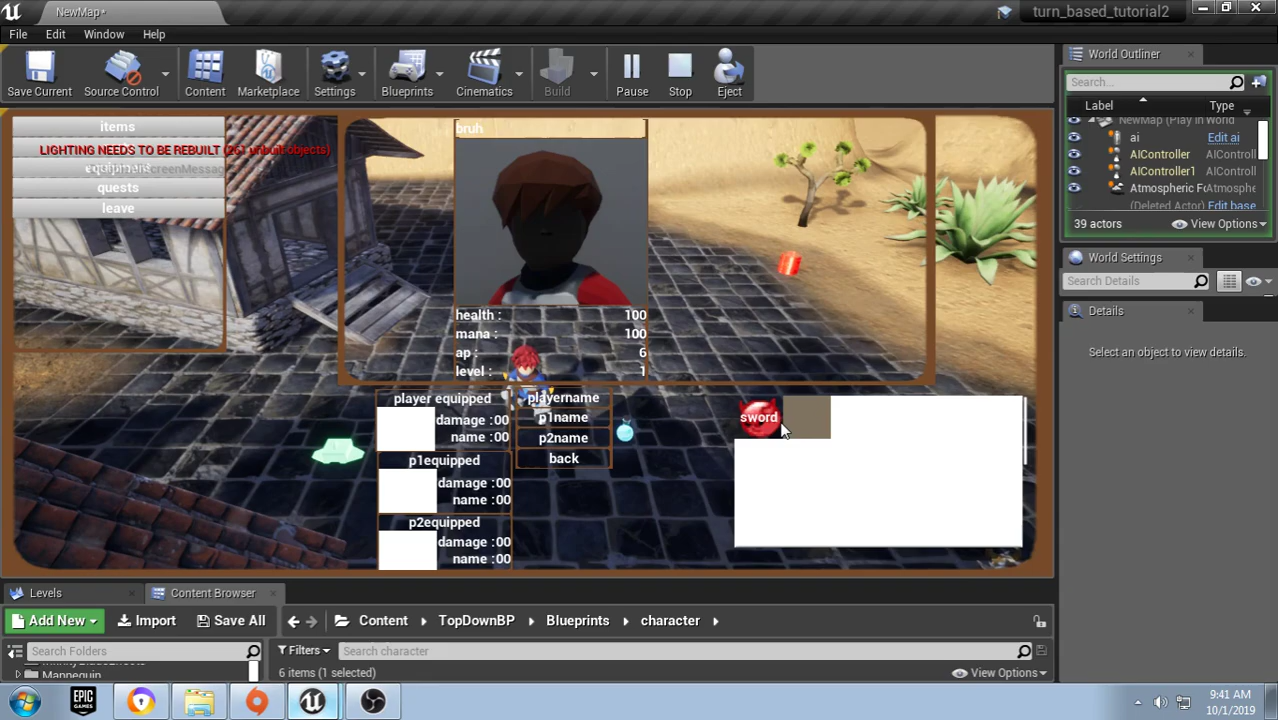 NewMap*
turn_based_tutorial2
File
Edit
Window
Help
Save Current
Source Control
Content
Marketplace
Settings
Blueprints
Cinematics
Build
Pause
Stop
Eject
World Outliner
Search...
Label
Type
NewMap (Play In World
ai
Edit ai
AIController
AIController1
Atmospheric
(Deleted Actor)
Edit base
39 actors
View Options
World Settings
Search Details
Details
Select an object to view details.
items
LIGHTING NEEDS TO BE REBUILT
equipment
quests
leave
bruh
health :
100
mana :
100
ap :
6
level :
1
player equipped
damage :00
name :00
p1equipped
damage :00
name :00
p2equipped
damage :00
name :00
playername
p1name
p2name
back
sword
Levels
Content Browser
Add New
Import
Save All
Content
TopDownBP
Blueprints
character
Search Folders
Filters
Search character
Mannequin
6 items (1 selected)
View Options
EPIC
GAMES
9:41 AM
10/1/2019